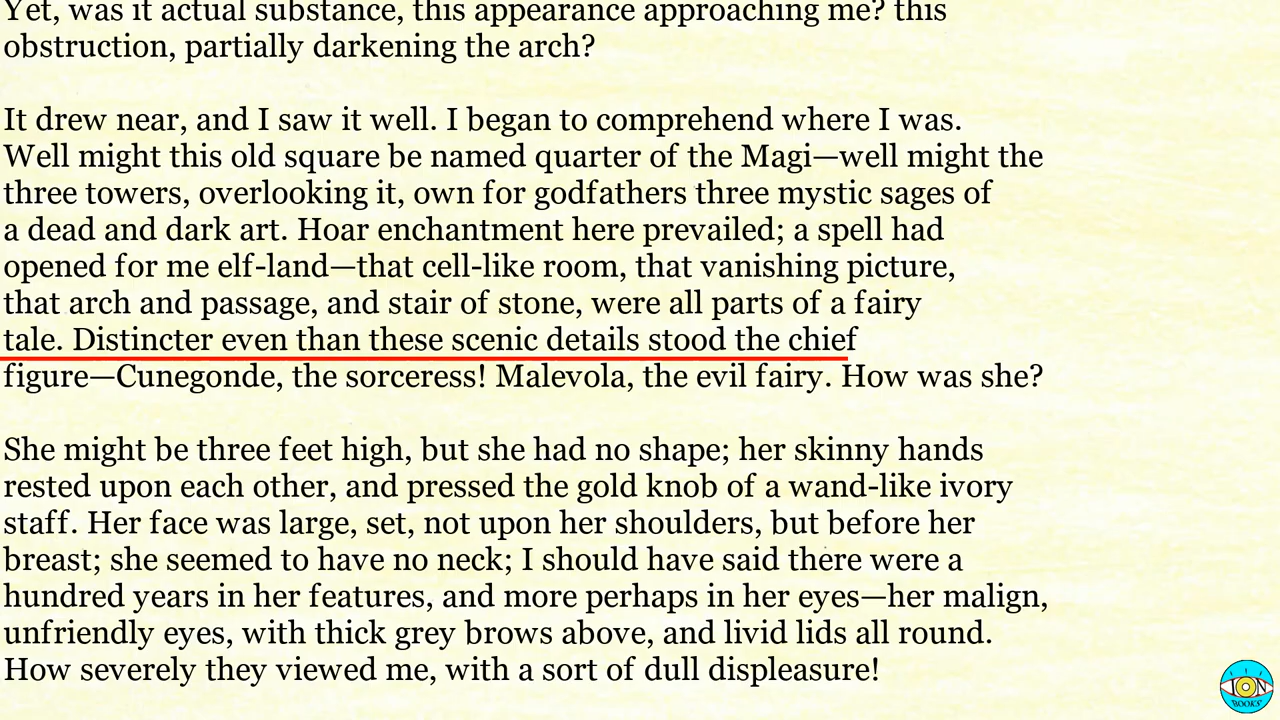 Yet, was it actual substance, this appearance approaching me? this
obstruction, partially darkening the arch?
It drew near, and I saw it well. I began to comprehend where I was.
Well might this old square be named quarter of the Magi—well might the
three towers, overlooking it, own for godfathers three mystic sages of
a dead and dark art. Hoar enchantment here prevailed; a spell had
opened for me elf-land—that cell-like room, that vanishing picture,
that arch and passage, and stair of stone, were all parts of a fairy
tale. Distincter even than these scenic details stood the chief
figure—Cunegonde, the sorceress! Malevola, the evil fairy. How was she?
She might be three feet high, but she had no shape; her skinny hands
rested upon each other, and pressed the gold knob of a wand-like ivory
staff. Her face was large, set, not upon her shoulders, but before her
breast; she seemed to have no neck; I should have said there were a
hundred years in her features, and more perhaps in her eyes—her malign,
unfriendly eyes, with thick grey brows above, and livid lids all round.
How severely they viewed me, with a sort of dull displeasure!
ION
BOOKS